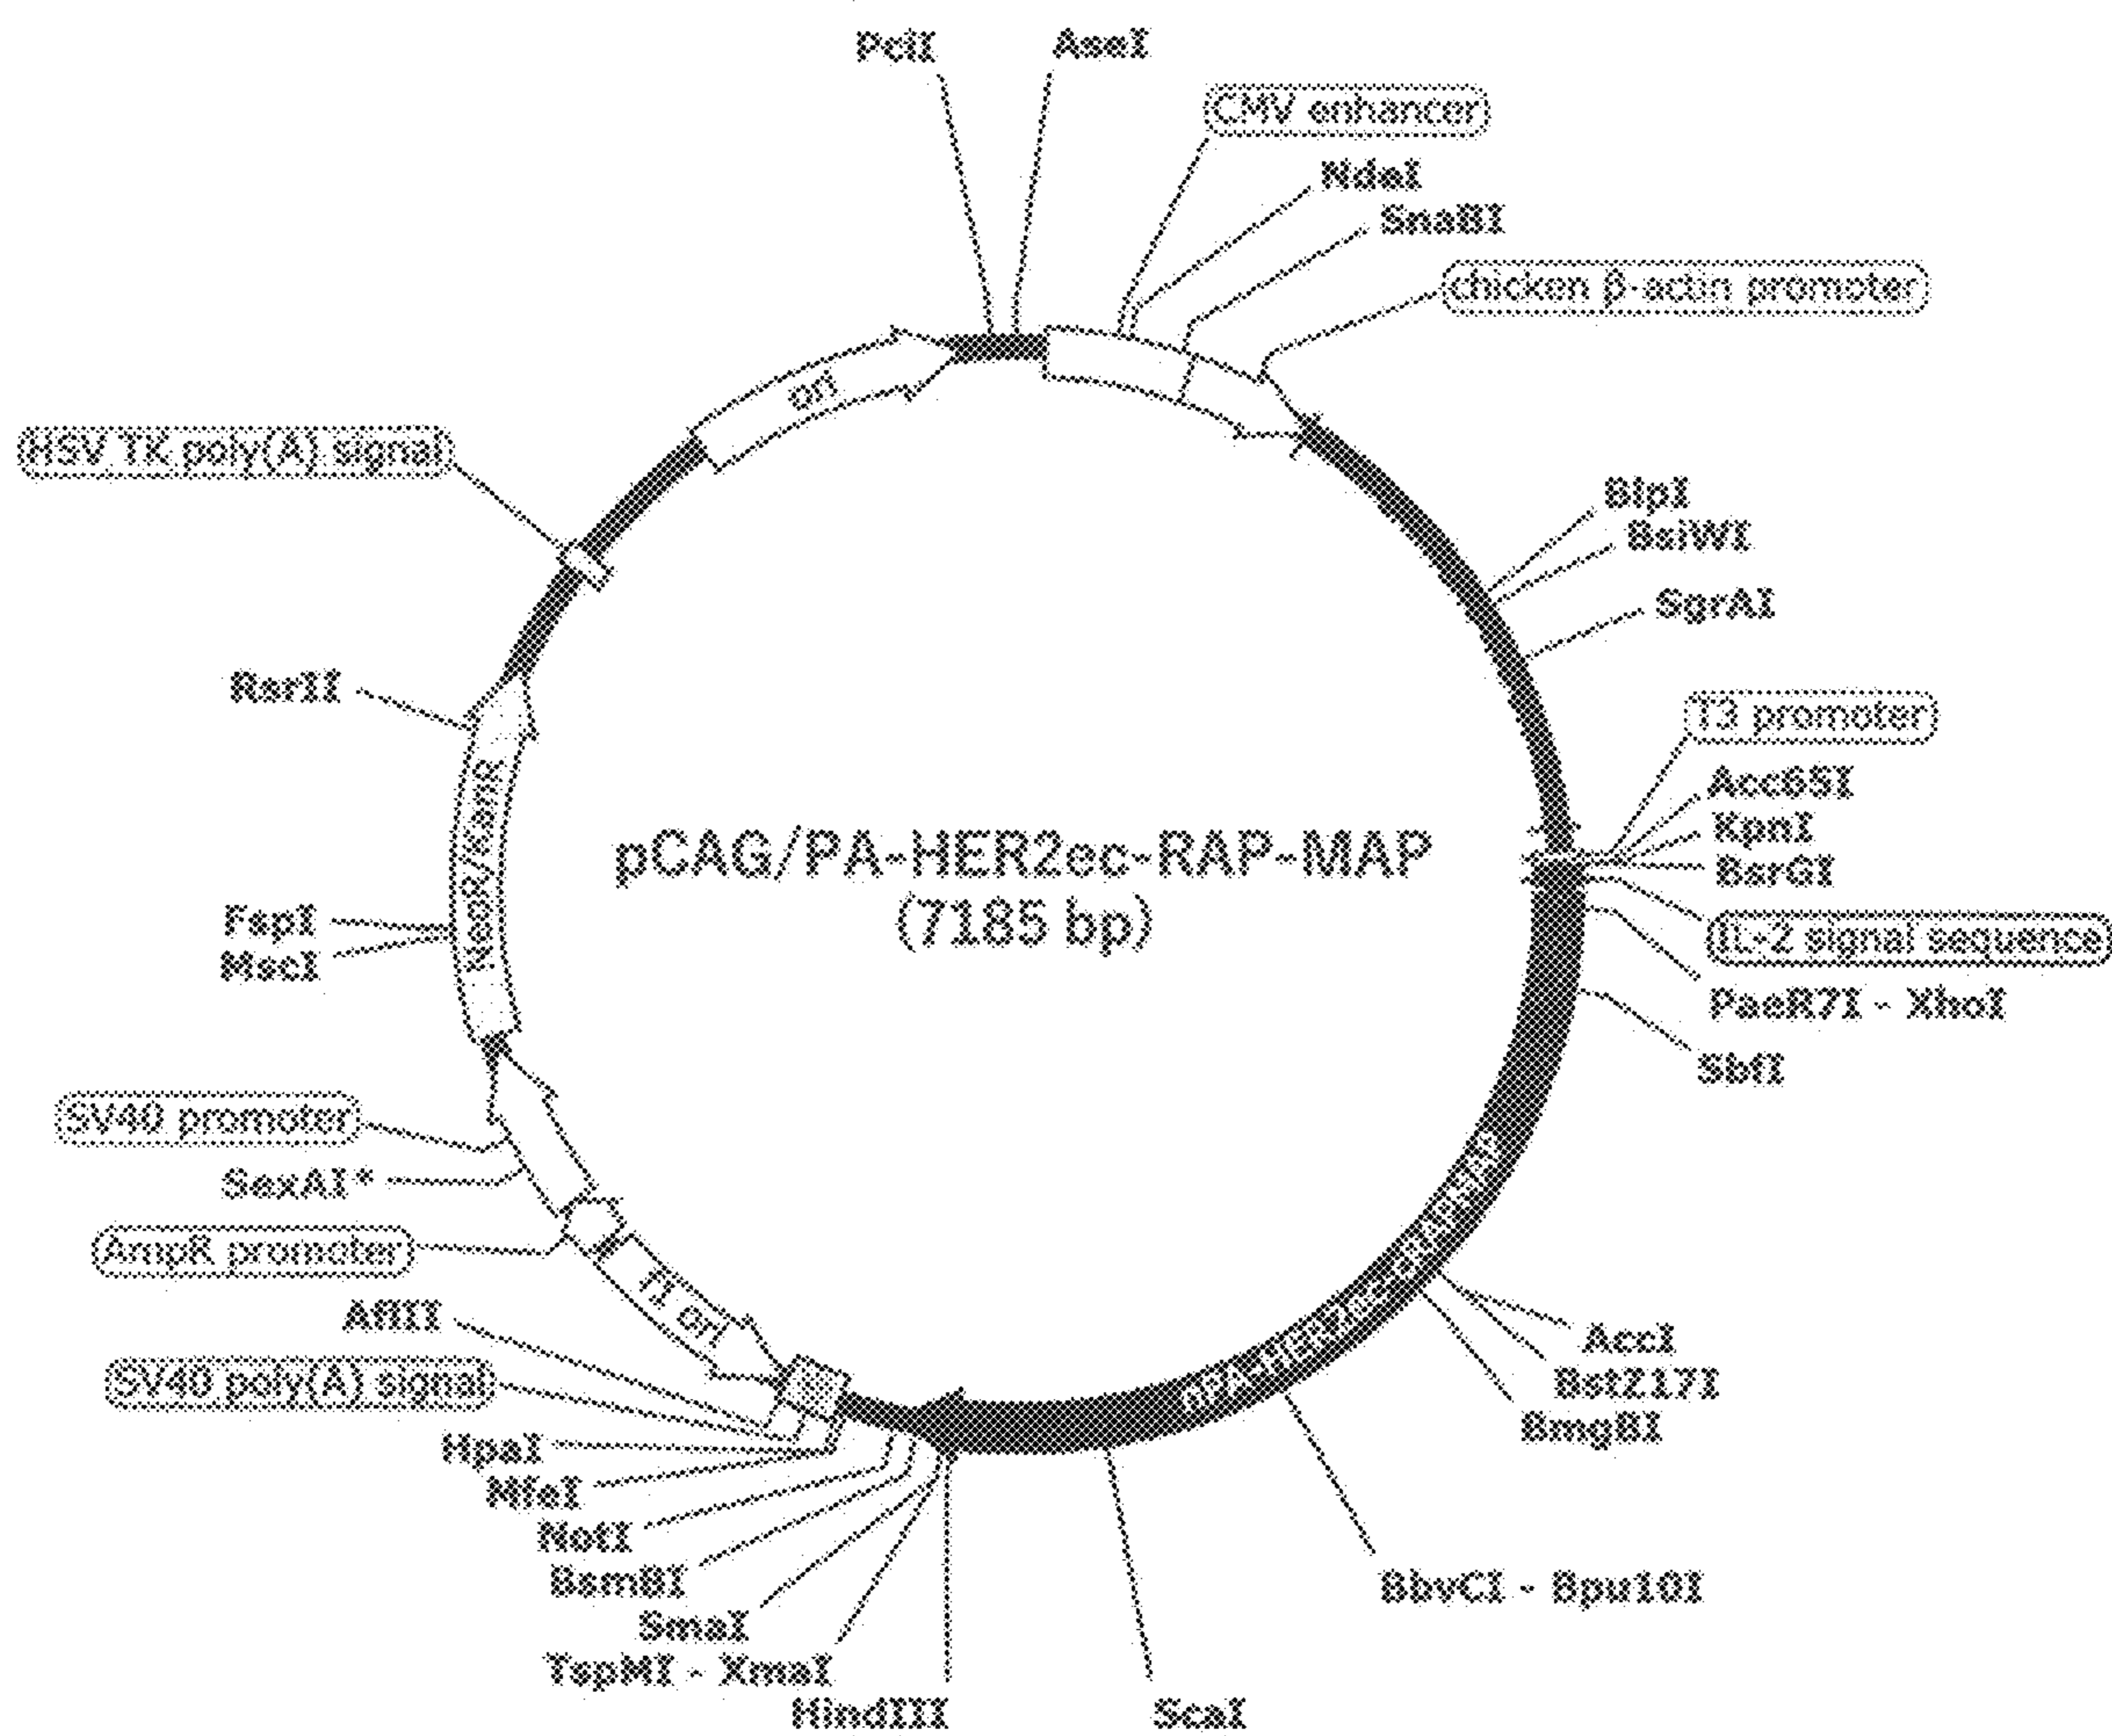 PciI
AseI
CMV enhancer
NdeI
SnaBI
chicken β-actin promoter
BlpI
BsiWI
SgrAI
T3 promoter
Acc65I
KpnI
BsrGI
IL-2 signal sequence
PaeR7I - XhoI
SbfI
AccI
BstZ17I
BmgBI
BbvCI - Bpu10I
ScaI
HindIII
TspMI - XmaI
SmaI
BsmBI
NotI
MfeI
HpaI
SV40 poly(A) signal
AflII
f1 ori
AmpR promoter
SexAI*
SV40 promoter
MscI
FspI
NeoR/KanR
RsrII
HSV TK poly(A) signal
ori
pCAG/PA-HER2ec-RAP-MAP
(7185 bp)